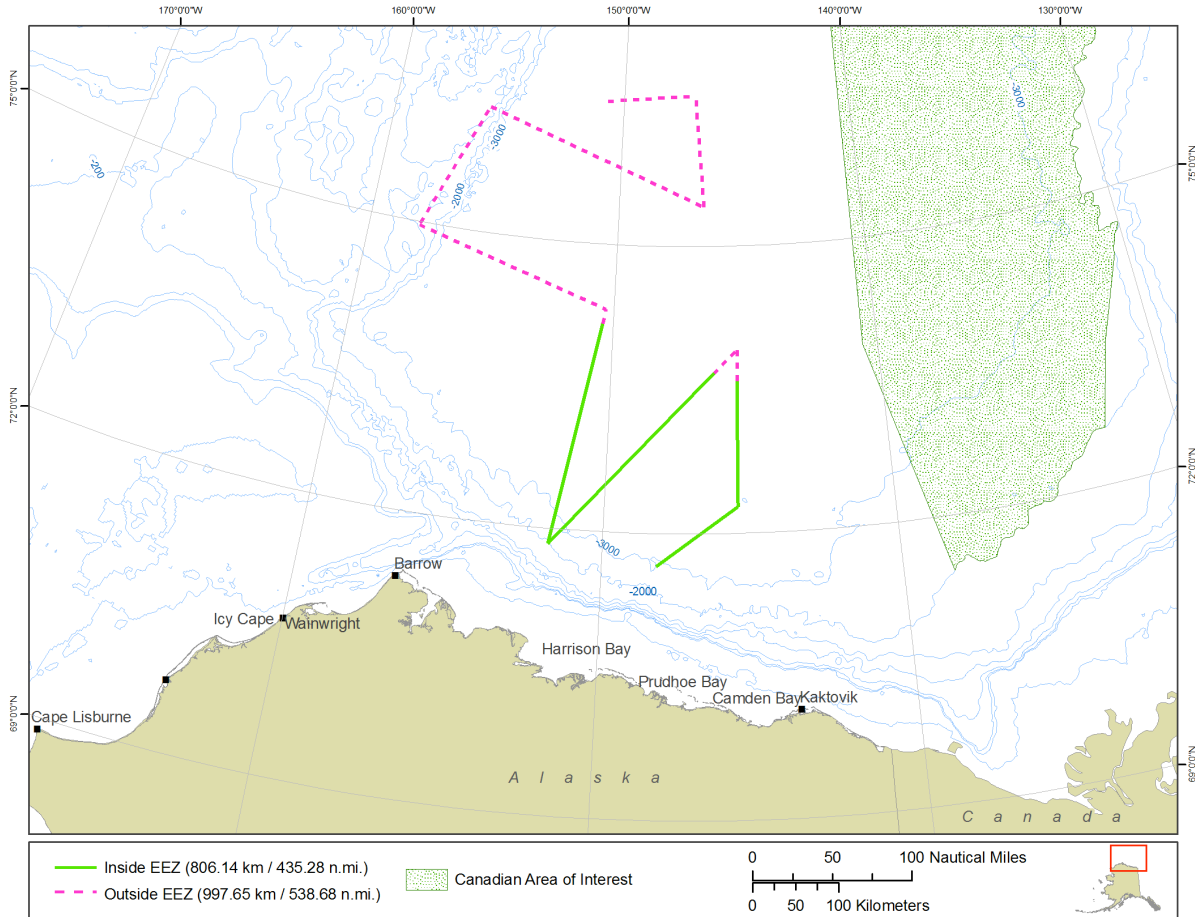 170°0'0"W 160°0'0"W 150°0'0"W 140°0'0"W 130°0'0"W
75°0'0"N
-3000
-3000
-200
75°0'0"N
-2000
72°0'0"N
72°0'0"N
-3000
Barrow
-2000
Icy Cape
Wainwright
Harrison Bay
Prudhoe Bay
Camden Bay
Kaktovik
Cape Lisburne
69°0'0"N
69°0'0"N
Alaska
Canada
Inside EEZ (806.14 km / 435.28 n.mi.)
Outside EEZ (997.65 km / 538.68 n.mi.)
Canadian Area of Interest
0 50 100 Nautical Miles
0 50 100 Kilometers